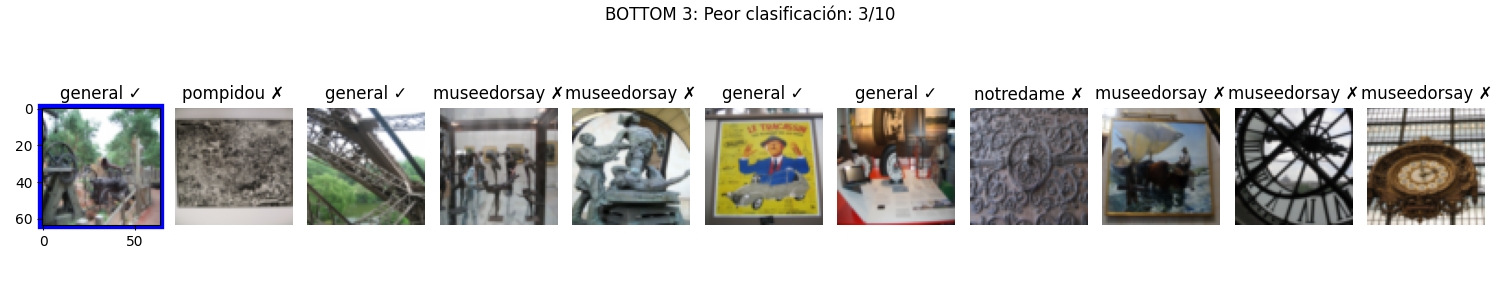 BOTTOM 3: Peor clasificación: 3/10
general ✓ pompidou ✗ general ✓ museedorsay ✗ museedorsay ✗ general ✓ general ✓ notredame ✗ museedorsay ✗ museedorsay ✗ museedorsay ✗
0
20
40
60
0 50
LE TRACASSIN